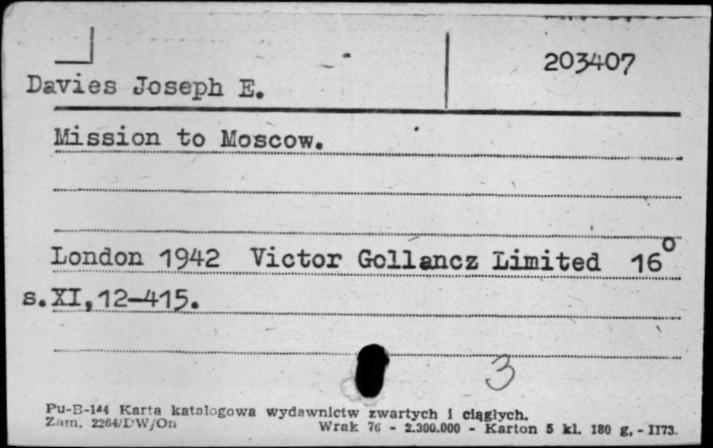 203407
Davies Joseph E.
Mission to Moscow.
London 1942 Victor Gollancz Limited 16°
s.XI,12-415.
3
Pu-B-144 Karta katalogowa wydawnictw zwartych i ciągłych.
Zam. 2264/DW/On Wrak 76 - 2.300.000 - Karton 5 kl. 180 g. - II73.